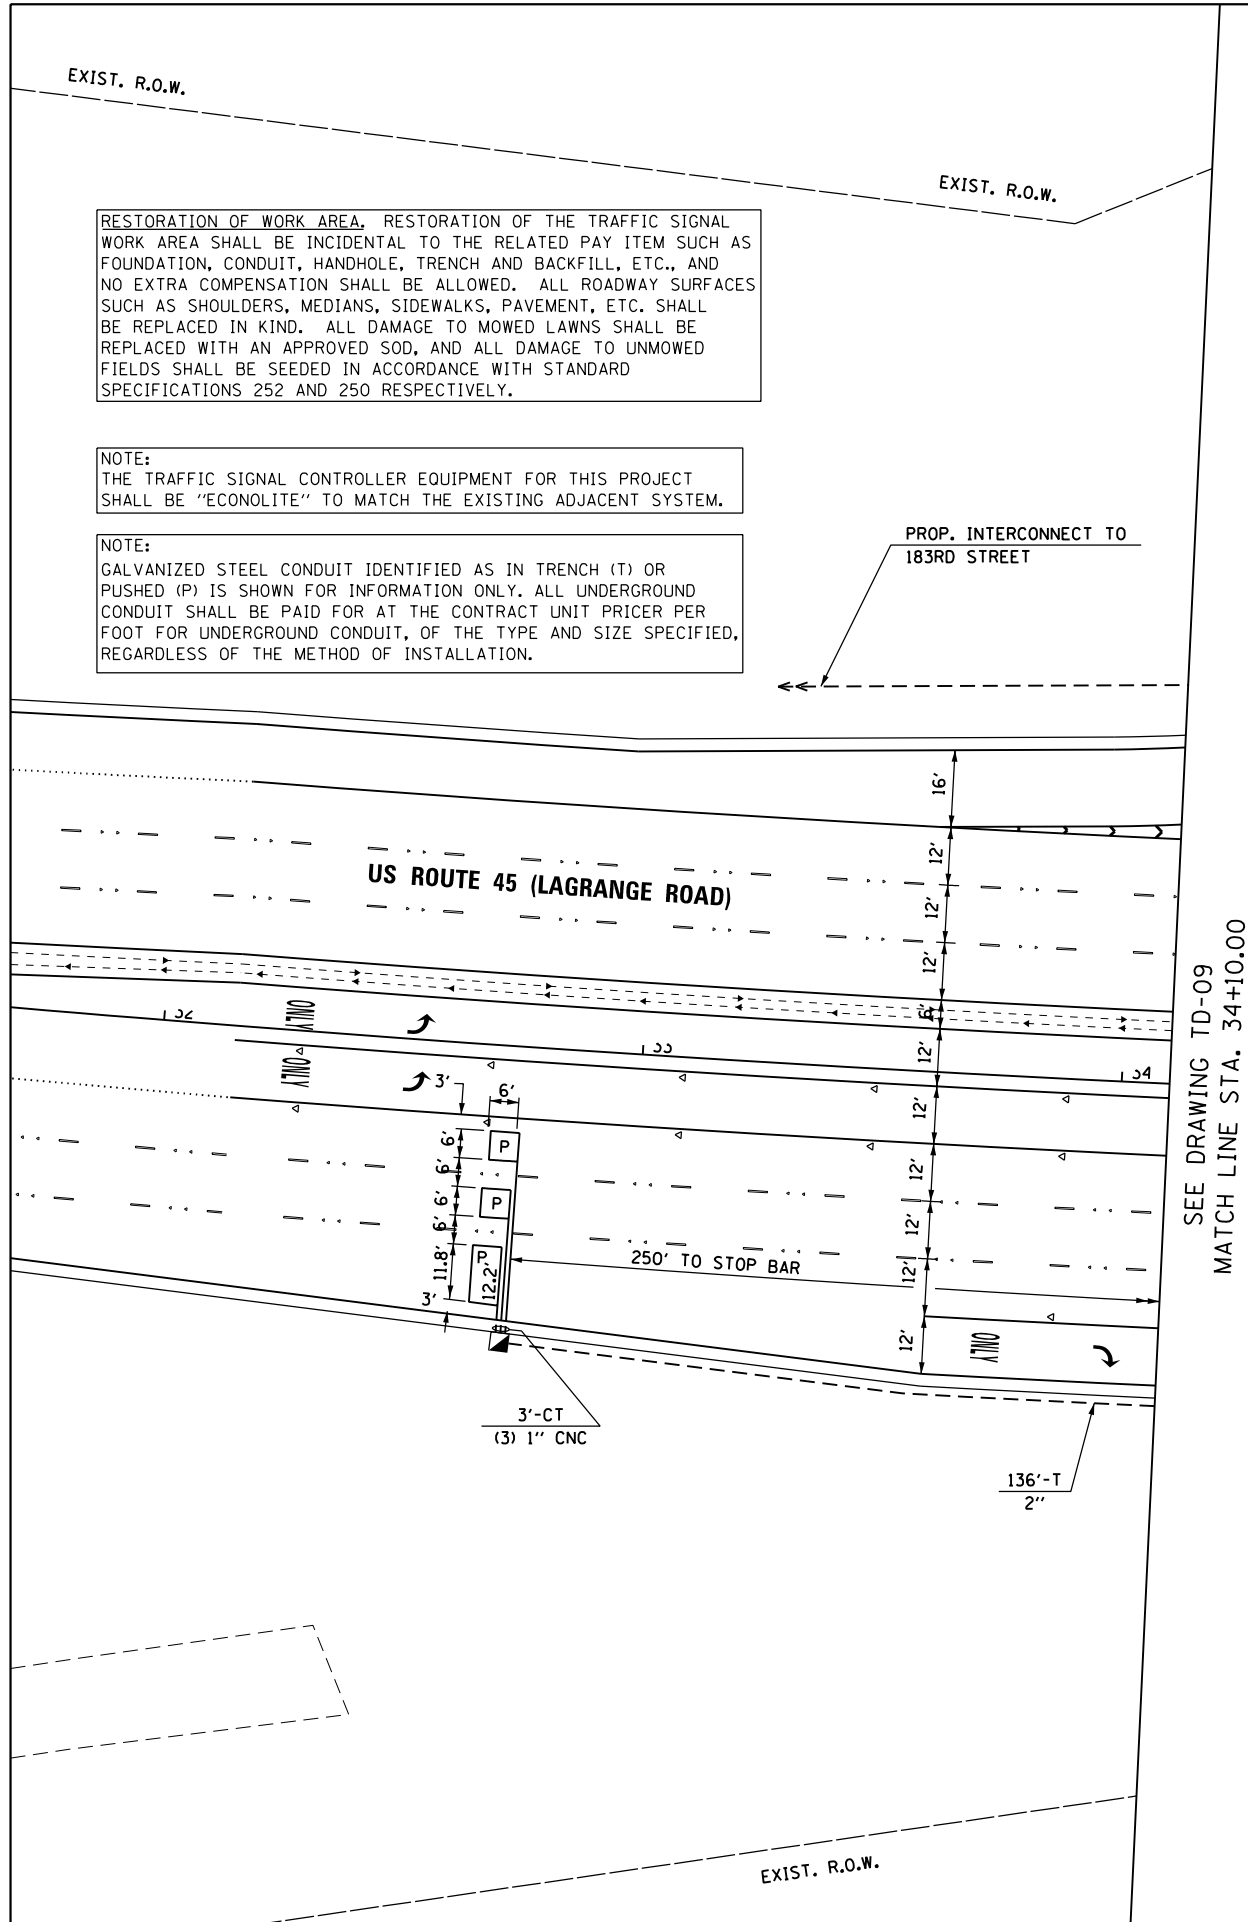 EXIST. R.O.W.
EXIST. R.O.W.
RESTORATION OF WORK AREA. RESTORATION OF THE TRAFFIC SIGNAL
WORK AREA SHALL BE INCIDENTAL TO THE RELATED PAY ITEM SUCH AS
FOUNDATION, CONDUIT, HANDHOLE, TRENCH AND BACKFILL, ETC., AND
NO EXTRA COMPENSATION SHALL BE ALLOWED. ALL ROADWAY SURFACES
SUCH AS SHOULDERS, MEDIANS, SIDEWALKS, PAVEMENT, ETC. SHALL
BE REPLACED IN KIND. ALL DAMAGE TO MOWED LAWNS SHALL BE
REPLACED WITH AN APPROVED SOD, AND ALL DAMAGE TO UNMOWED
FIELDS SHALL BE SEEDED IN ACCORDANCE WITH STANDARD
SPECIFICATIONS 252 AND 250 RESPECTIVELY.
NOTE:
THE TRAFFIC SIGNAL CONTROLLER EQUIPMENT FOR THIS PROJECT
SHALL BE "ECONOLITE" TO MATCH THE EXISTING ADJACENT SYSTEM.
NOTE:
GALVANIZED STEEL CONDUIT IDENTIFIED AS IN TRENCH (T) OR
PUSHED (P) IS SHOWN FOR INFORMATION ONLY. ALL UNDERGROUND
CONDUIT SHALL BE PAID FOR AT THE CONTRACT UNIT PRICER PER
FOOT FOR UNDERGROUND CONDUIT, OF THE TYPE AND SIZE SPECIFIED,
REGARDLESS OF THE METHOD OF INSTALLATION.
PROP. INTERCONNECT TO
183RD STREET
16'
12'
12'
12'
6'
12'
12'
12'
12'
12'
12'
US ROUTE 45 (LAGRANGE ROAD)
ONLY
ONLY
3'
6'
6'
6'
6'
6'
11.8'
3'
P
P
P
12.2'
250' TO STOP BAR
ONLY
3'-CT
(3) 1" CNC
136'-T
2"
SEE DRAWING TD-09
MATCH LINE STA. 34+10.00
EXIST. R.O.W.